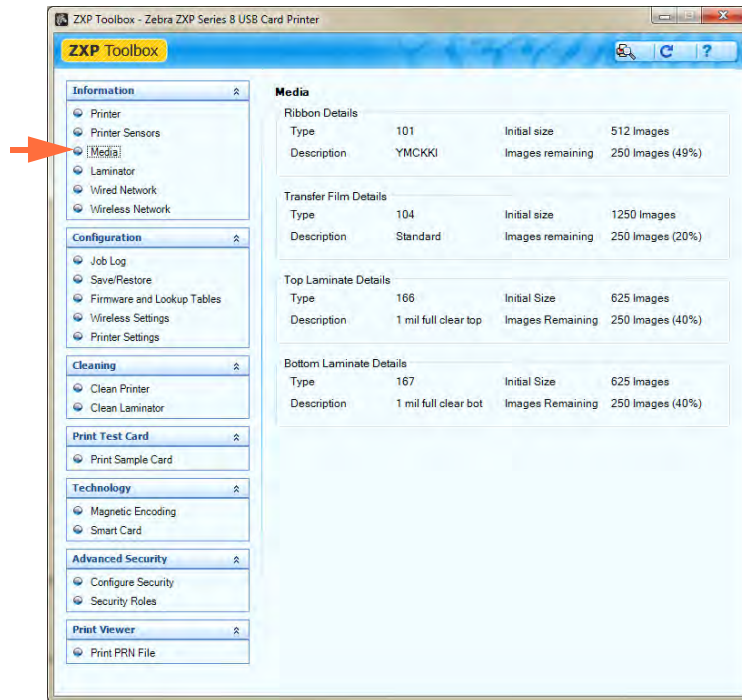 ZXP Toolbox - Zebra ZXP Series 8 USB Card Printer
ZXP Toolbox
Information
Printer
Printer Sensors
Media
Laminator
Wired Network
Wireless Network
Configuration
Job Log
Save/Restore
Firmware and Lookup Tables
Wireless Settings
Printer Settings
Cleaning
Clean Printer
Clean Laminator
Print Test Card
Print Sample Card
Technology
Magnetic Encoding
Smart Card
Advanced Security
Configure Security
Security Roles
Print Viewer
Print PRN File
Media
Ribbon Details
Type 101 Initial size 512 Images
Description YMCKKI Images remaining 250 Images (49%)
Transfer Film Details
Type 104 Initial size 1250 Images
Description Standard Images remaining 250 Images (20%)
Top Laminate Details
Type 166 Initial Size 625 Images
Description 1 mil full clear top Images Remaining 250 Images (40%)
Bottom Laminate Details
Type 167 Initial Size 625 Images
Description 1 mil full clear bot Images Remaining 250 Images (40%)